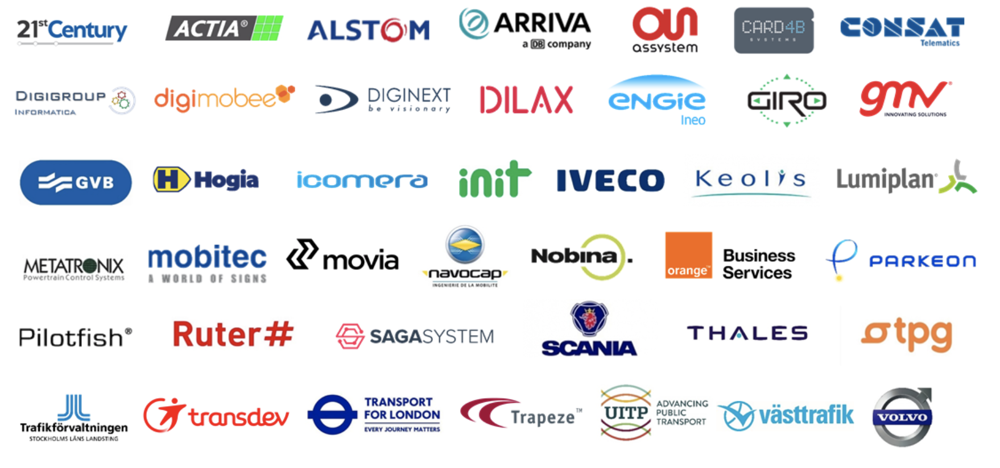 21stCentury
ACTIA®
ALSTOM
ARRIVA
a DB company
assystem
CARD4B
SYSTEMS
CONSAT
Telematics
DIGIGROUP
INFORMATICA
digimobee
DIGINEXT
be visionary
DILAX
ENGIE
Ineo
GIRO
gmv®
INNOVATING SOLUTIONS
GVB
H Hogia
icomera
init
IVECO
Keolis
Lumiplan
METATRONIX
Powertrain Control Systems
mobitec
A WORLD OF SIGNS
movia
navocap
INGENIERIE DE LA MOBILITE
Nobina.
orange™
Business
Services
PARKEON
Pilotfish®
Ruter#
SAGASYSTEM
SCANIA
THALES
tpg
Trafikförvaltningen
STOCKHOLMS LÄNS LANDSTING
transdev
TRANSPORT
FOR LONDON
EVERY JOURNEY MATTERS
Trapeze™
UITP
ADVANCING
PUBLIC
TRANSPORT
västtrafik
VOLVO